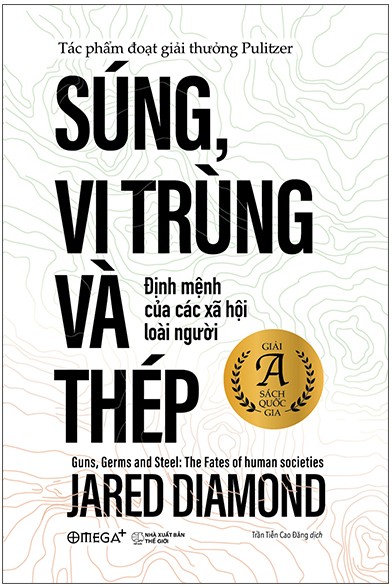 Tác phẩm đoạt giải thưởng Pulitzer
SÚNG,
VI TRÙNG
VÀ
Định mệnh
của các xã hội
loài người
THÉP
GIẢI
A
SÁCH QUỐC
GIA
Guns, Germs and Steel: The Fates of human societies
JARED DIAMOND
Trần Tiễn Cao Đăng dịch
OMEGA+
NHÀ XUẤT BẢN
THẾ GIỚI